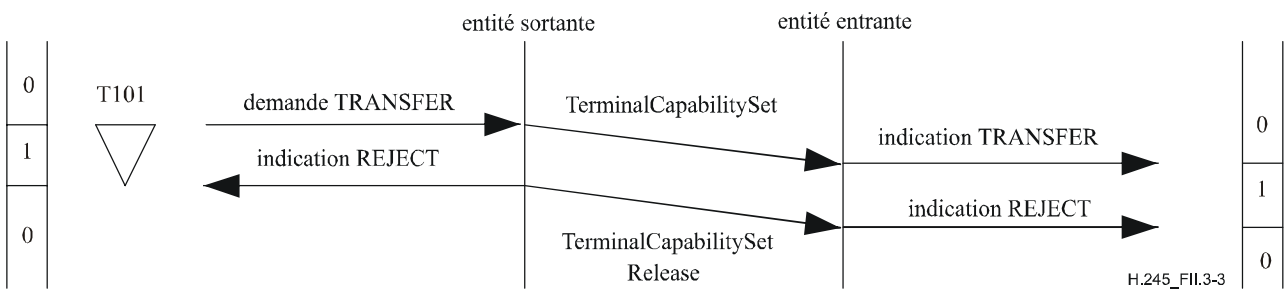 entité sortante
entité entrante
0
T101
demande TRANSFER
TerminalCapabilitySet
indication TRANSFER
0
1
indication REJECT
1
indication REJECT
0
TerminalCapabilitySet
Release
0
H.245_FII.3-3